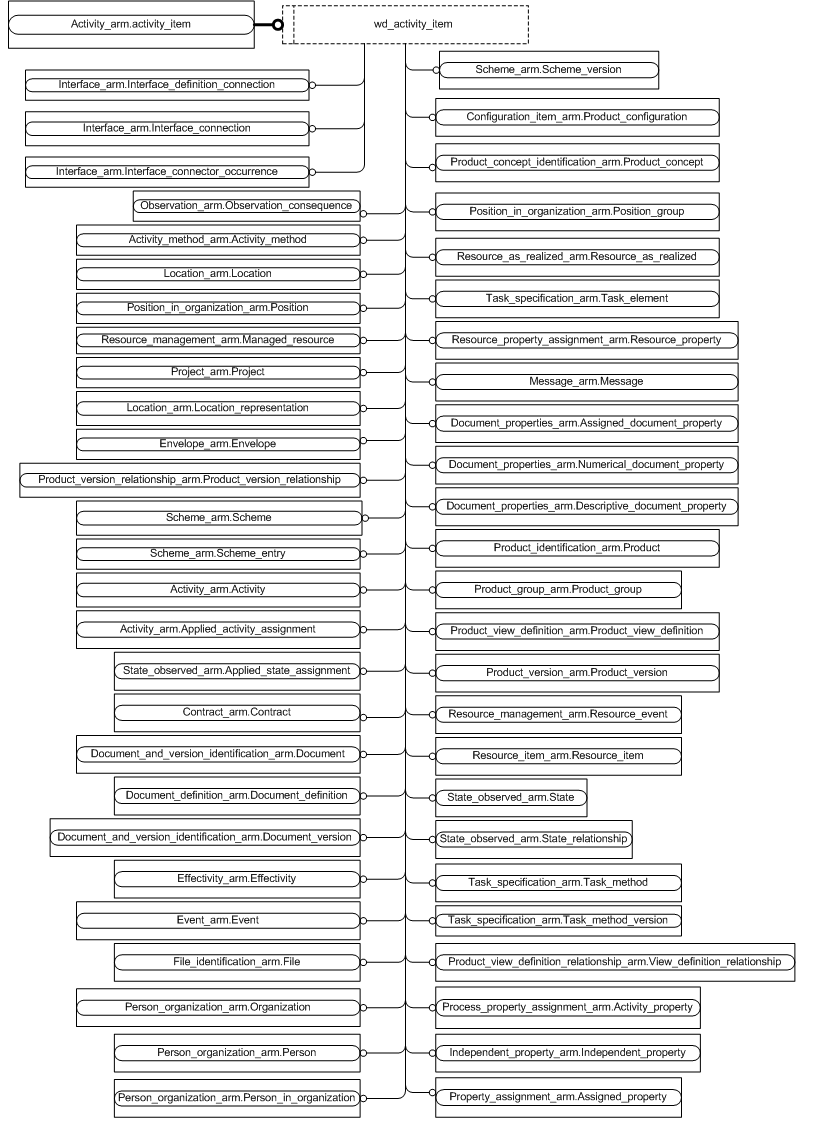 Activity_arm.activity_item
wd_activity_item
Interface_arm.Interface_definition_connection
Interface_arm.Interface_connection
Interface_arm.Interface_connector_occurrence
Observation_arm.Observation_consequence
Activity_method_arm.Activity_method
Location_arm.Location
Position_in_organization_arm.Position
Resource_management_arm.Managed_resource
Project_arm.Project
Location_arm.Location_representation
Envelope_arm.Envelope
Product_version_relationship_arm.Product_version_relationship
Scheme_arm.Scheme
Scheme_arm.Scheme_entry
Activity_arm.Activity
Activity_arm.Applied_activity_assignment
State_observed_arm.Applied_state_assignment
Contract_arm.Contract
Document_and_version_identification_arm.Document
Document_definition_arm.Document_definition
Document_and_version_identification_arm.Document_version
Effectivity_arm.Effectivity
Event_arm.Event
File_identification_arm.File
Person_organization_arm.Organization
Person_organization_arm.Person
Person_organization_arm.Person_in_organization
Scheme_arm.Scheme_version
Configuration_item_arm.Product_configuration
Product_concept_identification_arm.Product_concept
Position_in_organization_arm.Position_group
Resource_as_realized_arm.Resource_as_realized
Task_specification_arm.Task_element
Resource_property_assignment_arm.Resource_property
Message_arm.Message
Document_properties_arm.Assigned_document_property
Document_properties_arm.Numerical_document_property
Document_properties_arm.Descriptive_document_property
Product_identification_arm.Product
Product_group_arm.Product_group
Product_view_definition_arm.Product_view_definition
Product_version_arm.Product_version
Resource_management_arm.Resource_event
Resource_item_arm.Resource_item
State_observed_arm.State
State_observed_arm.State_relationship
Task_specification_arm.Task_method
Task_specification_arm.Task_method_version
Product_view_definition_relationship_arm.View_definition_relationship
Process_property_assignment_arm.Activity_property
Independent_property_arm.Independent_property
Property_assignment_arm.Assigned_property